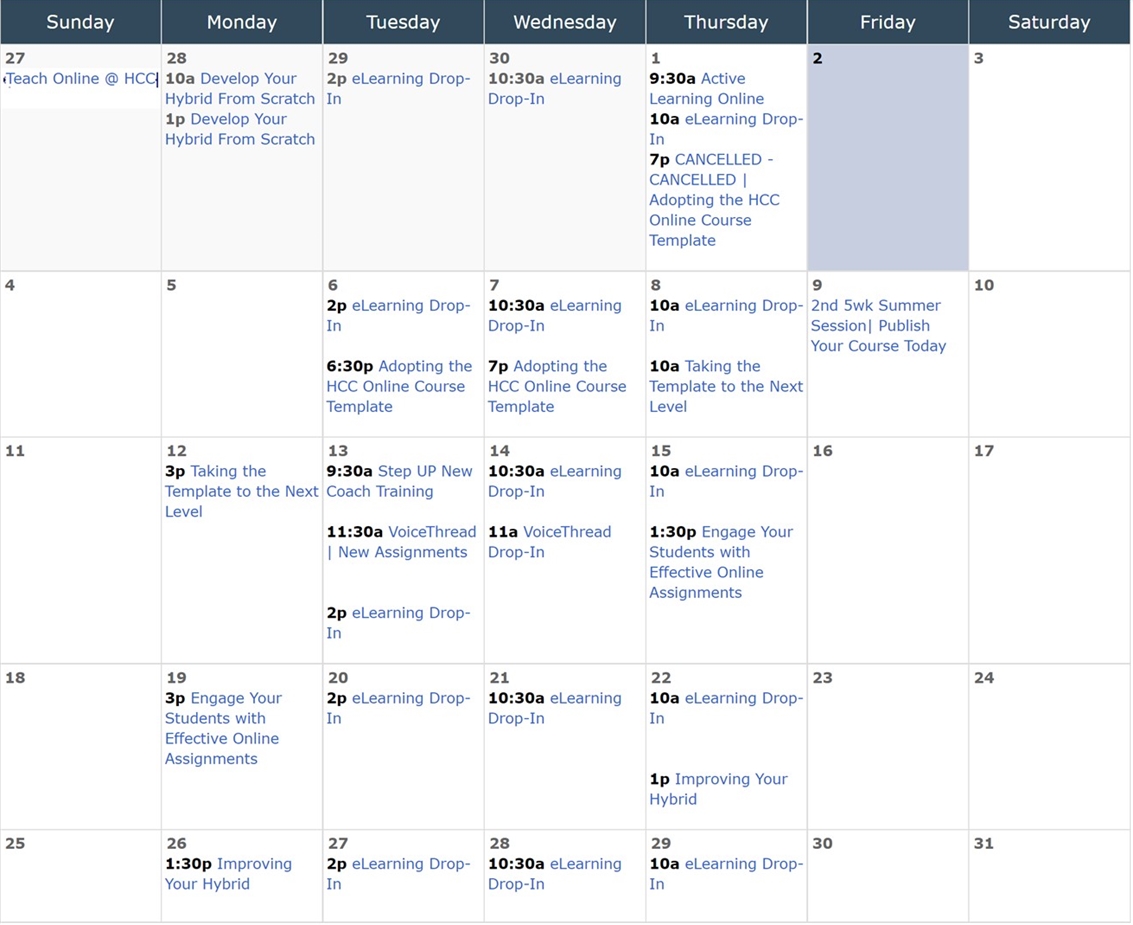 Sunday Monday Tuesday Wednesday Thursday Friday Saturday
27
Teach Online @ HCC
28
10a Develop Your
Hybrid From Scratch
1p Develop Your
Hybrid From Scratch
29
2p eLearning Drop-
In
30
10:30a eLearning
Drop-In
1
9:30a Active
Learning Online
10a eLearning Drop-
In
7p CANCELLED -
CANCELLED |
Adopting the HCC
Online Course
Template
2
3
4
5
6
2p eLearning Drop-
In
6:30p Adopting the
HCC Online Course
Template
7
10:30a eLearning
Drop-In
7p Adopting the
HCC Online Course
Template
8
10a eLearning Drop-
In
10a Taking the
Template to the Next
Level
9
2nd 5wk Summer
Session| Publish
Your Course Today
10
11
12
3p Taking the
Template to the Next
Level
13
9:30a Step UP New
Coach Training
11:30a VoiceThread
| New Assignments
2p eLearning Drop-
In
14
10:30a eLearning
Drop-In
11a VoiceThread
Drop-In
15
10a eLearning Drop-
In
1:30p Engage Your
Students with
Effective Online
Assignments
16
17
18
19
3p Engage Your
Students with
Effective Online
Assignments
20
2p eLearning Drop-
In
21
10:30a eLearning
Drop-In
22
10a eLearning Drop-
In
1p Improving Your
Hybrid
23
24
25
26
1:30p Improving
Your Hybrid
27
2p eLearning Drop-
In
28
10:30a eLearning
Drop-In
29
10a eLearning Drop-
In
30
31